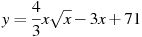 y = \frac{4}{3}x\sqrt{x} - 3x + 71